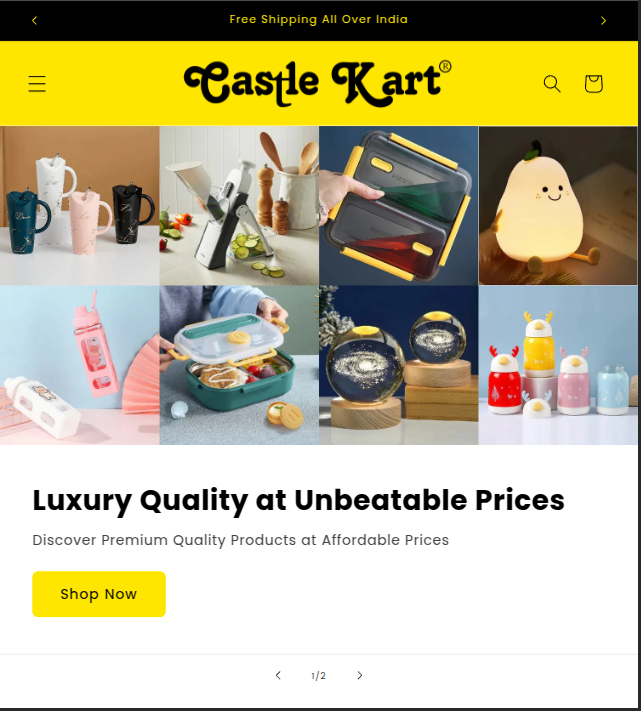 Free Shipping All Over India
Castle Kart®
Luxury Quality at Unbeatable Prices
Discover Premium Quality Products at Affordable Prices
Shop Now
1/2